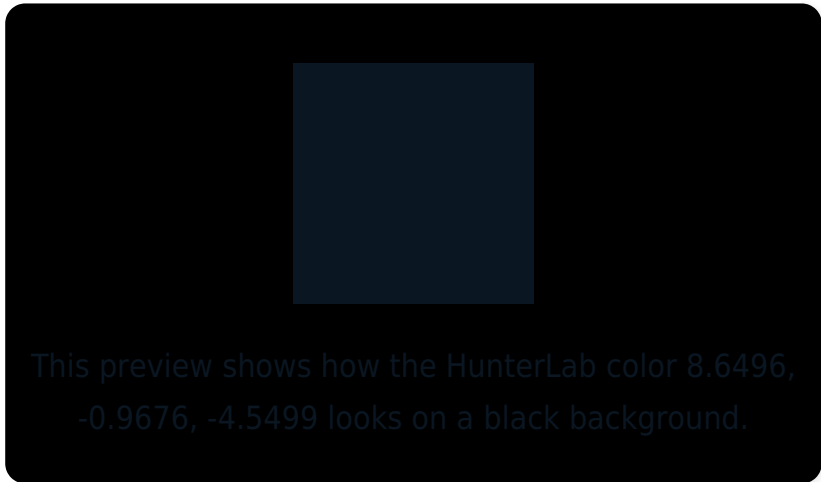 This preview shows how the HunterLab color 8.6496,
-0.9676, -4.5499 looks on a black background.